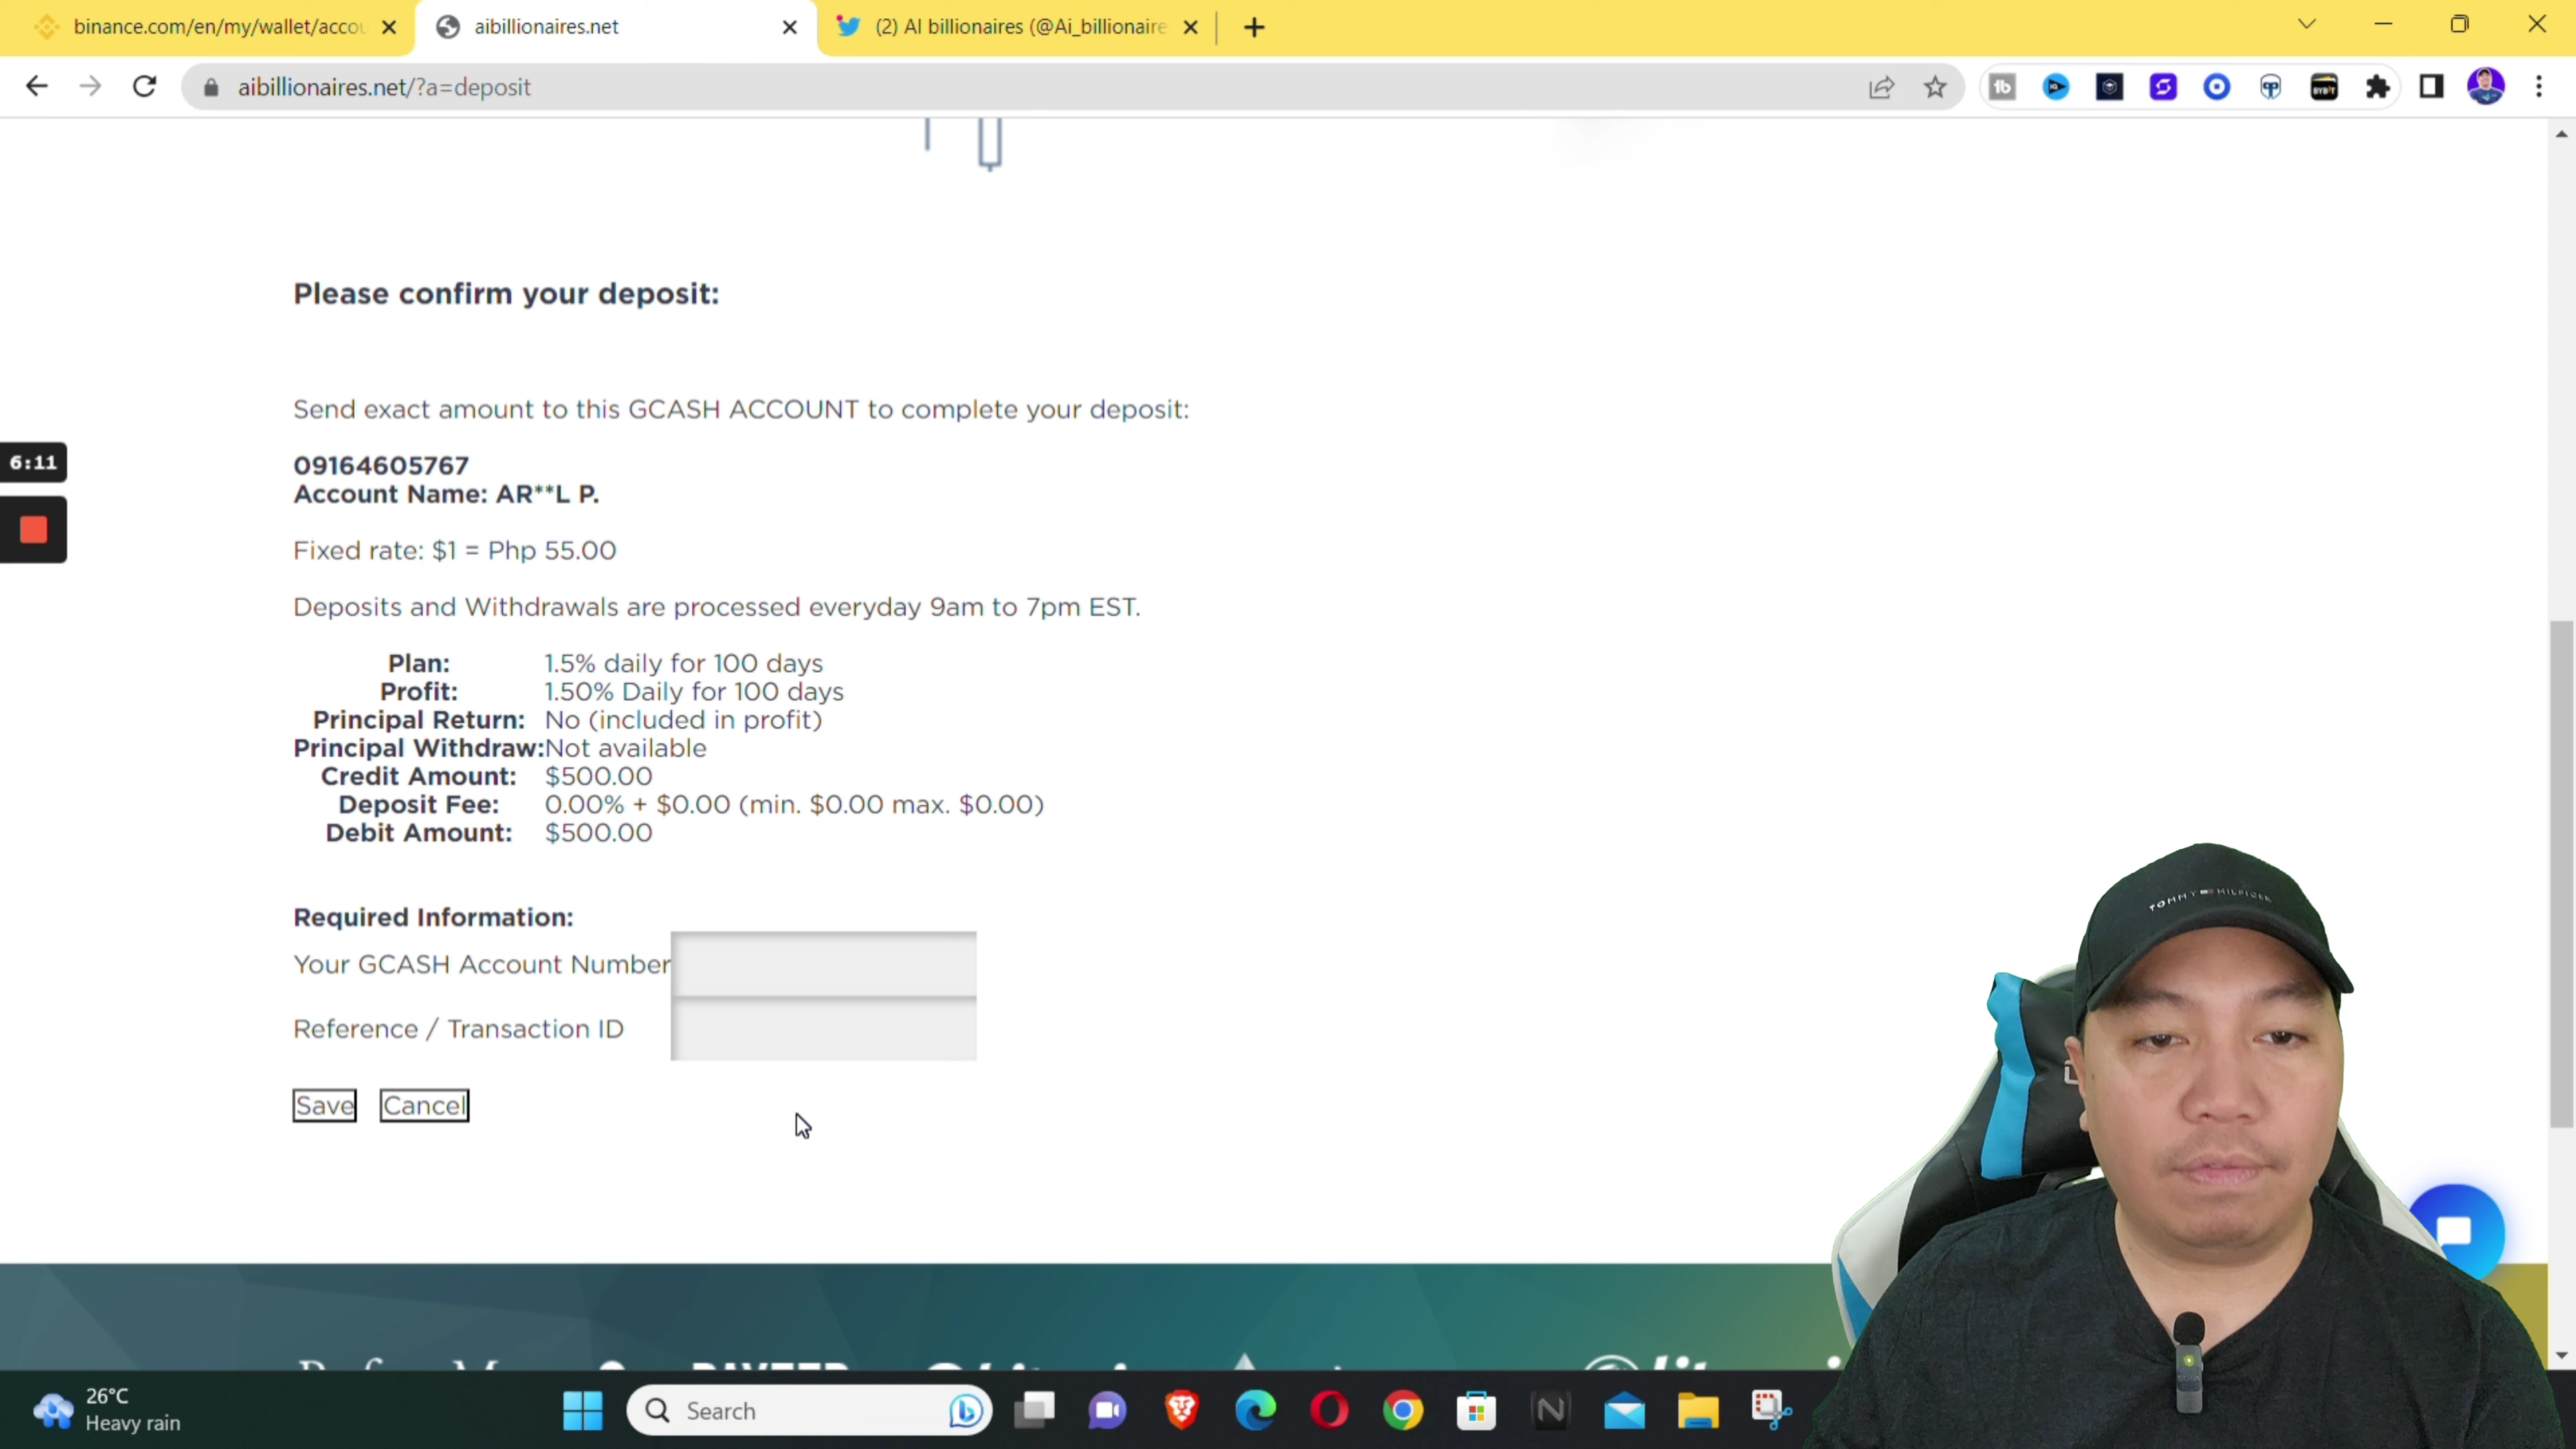 binance.com/en/my/wallet/accou
aibillionaires.net
(2) AI billionaires (@Ai_billionaire
aibillionaires.net/?a=deposit
BYBIT
Please confirm your deposit:
Send exact amount to this GCASH ACCOUNT to complete your deposit:
09164605767
Account Name: AR**L P.
Fixed rate: $1 = Php 55.00
Deposits and Withdrawals are processed everyday 9am to 7pm EST.
Plan: 1.5% daily for 100 days
Profit: 1.50% Daily for 100 days
Principal Return: No (included in profit)
Principal Withdraw: Not available
Credit Amount: $500.00
Deposit Fee: 0.00% + $0.00 (min. $0.00 max. $0.00)
Debit Amount: $500.00
Required Information:
Your GCASH Account Number
Reference / Transaction ID
Save Cancel
6:11
TOMMY HILFIGER
26°C
Heavy rain
Search